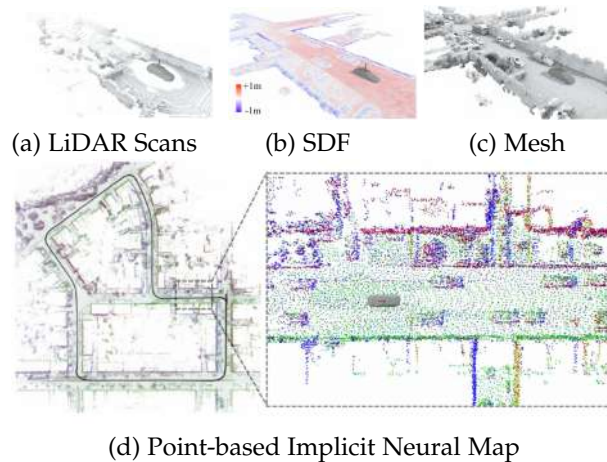 +1m
-1m
(a) LiDAR Scans (b) SDF (c) Mesh
(d) Point-based Implicit Neural Map